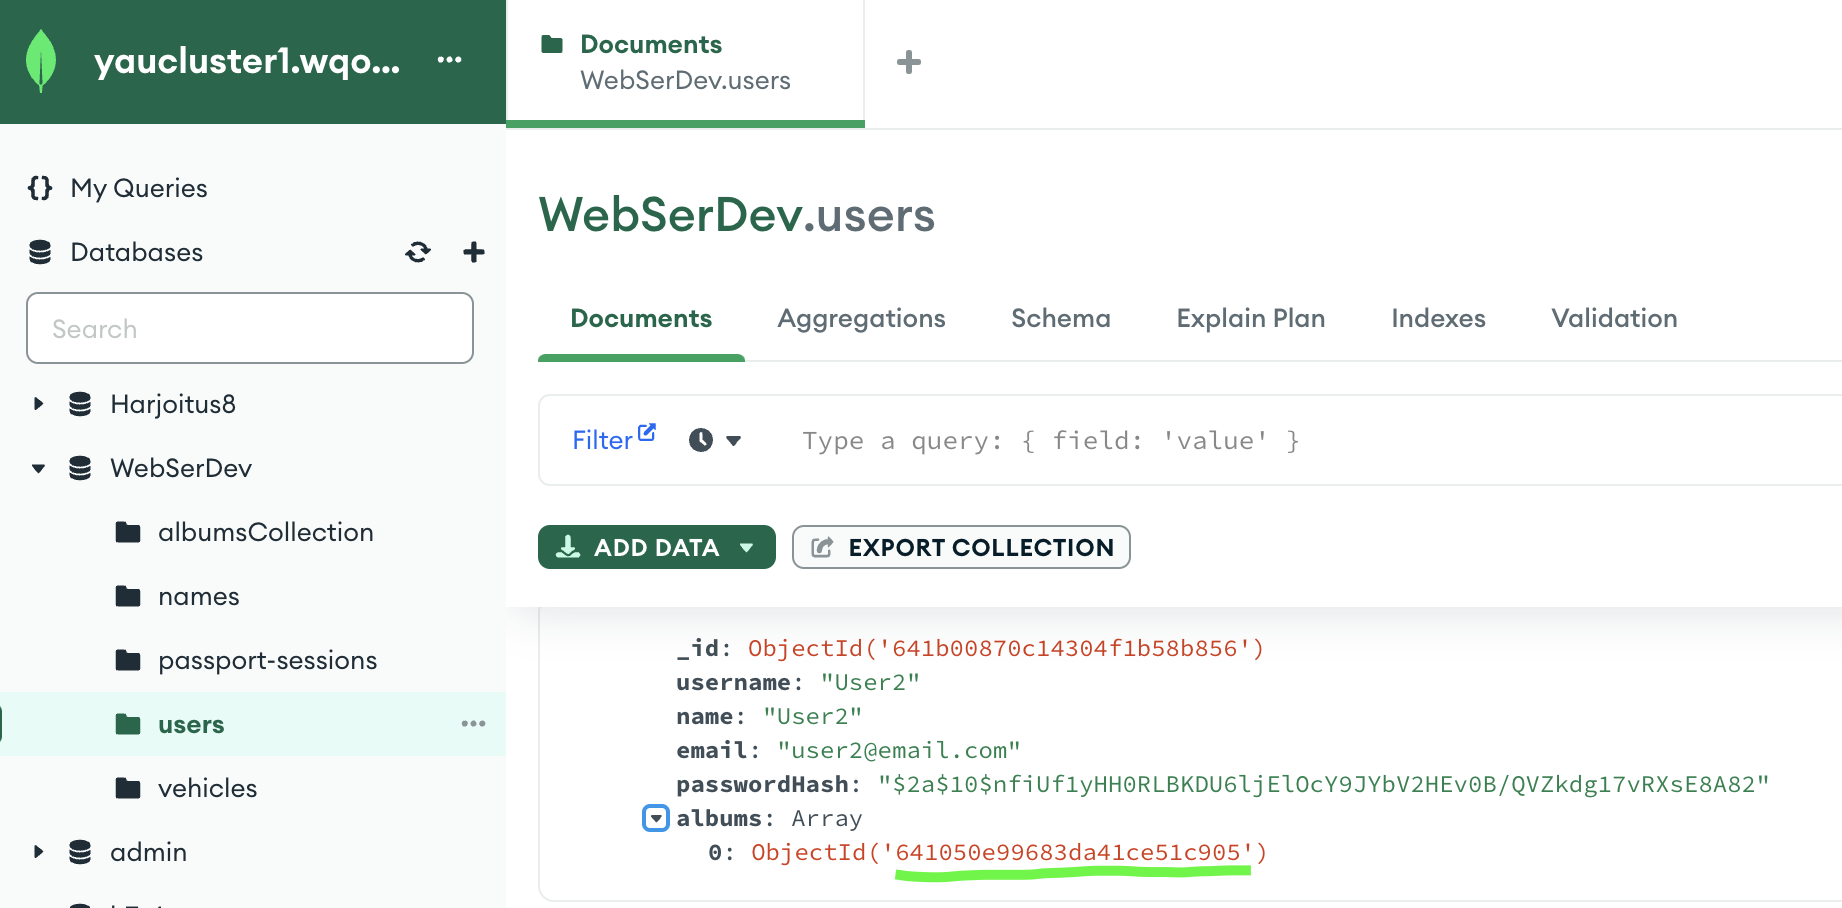 yaucluster1.wqo...
My Queries
Databases
Search
Harjoitus8
WebSerDev
albumsCollection
names
passport-sessions
users
vehicles
admin
Documents
WebSerDev.users
WebSerDev.users
Documents
Aggregations
Schema
Explain Plan
Indexes
Validation
Filter
Type a query: { field: 'value' }
ADD DATA
EXPORT COLLECTION
_id: ObjectId('641b00870c14304f1b58b856')
username: "User2"
name: "User2"
email: "user2@email.com"
passwordHash: "$2a$10$nfiUf1yHH0RLBKDU6ljElOcY9JYbV2HEv0B/QVZkdg17vRXsE8A82"
albums: Array
0: ObjectId('641050e99683da41ce51c905')